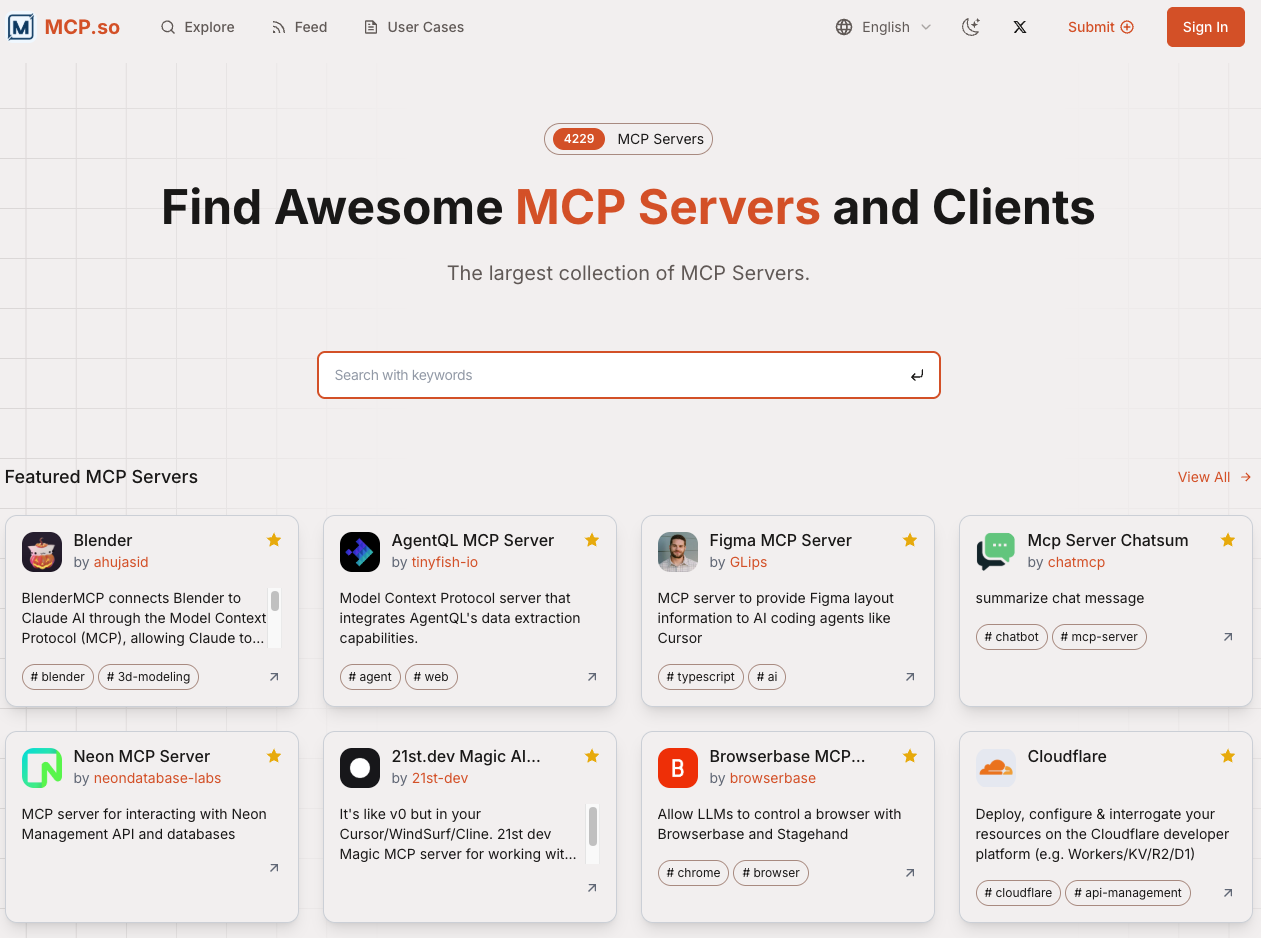 M MCP.so Explore Feed User Cases English Submit Sign In
4229 MCP Servers
Find Awesome MCP Servers and Clients
The largest collection of MCP Servers.
Search with keywords
Featured MCP Servers View All
Blender
by ahujasid
BlenderMCP connects Blender to
Claude AI through the Model Context
Protocol (MCP), allowing Claude to...
# blender # 3d-modeling
AgentQL MCP Server
by tinyfish-io
Model Context Protocol server that
integrates AgentQL's data extraction
capabilities.
# agent # web
Figma MCP Server
by GLips
MCP server to provide Figma layout
information to AI coding agents like
Cursor
# typescript # ai
Mcp Server Chatsum
by chatmcp
summarize chat message
# chatbot # mcp-server
Neon MCP Server
by neondatabase-labs
MCP server for interacting with Neon
Management API and databases
21st.dev Magic AI...
by 21st-dev
It's like v0 but in your
Cursor/WindSurf/Cline. 21st dev
Magic MCP server for working wit...
B
Browserbase MCP...
by browserbase
Allow LLMs to control a browser with
Browserbase and Stagehand
# chrome # browser
Cloudflare
Deploy, configure & interrogate your
resources on the Cloudflare developer
platform (e.g. Workers/KV/R2/D1)
# cloudflare # api-management